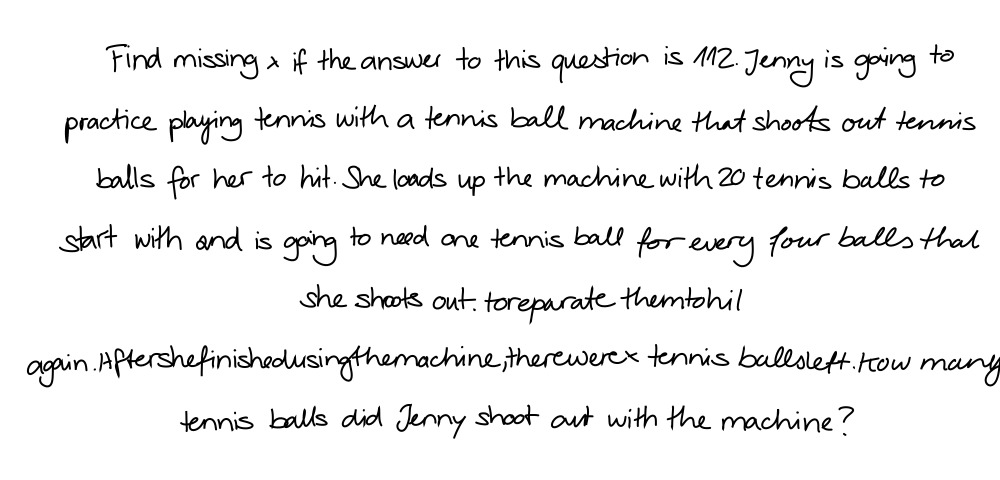 Find missing x if the answer to this question is 112. Jenny is going to
practice playing tennis with a tennis ball machine that shoots out tennis
balls for her to hit. She loads up the machine with 20 tennis balls to
start with and is going to need one tennis ball for every four balls that
she shoots out. toreparate themtohil
again.Aftershefinishedusingthemachine,therewerex tennis ballsleft.How many
tennis balls did Jenny shoot out with the machine?